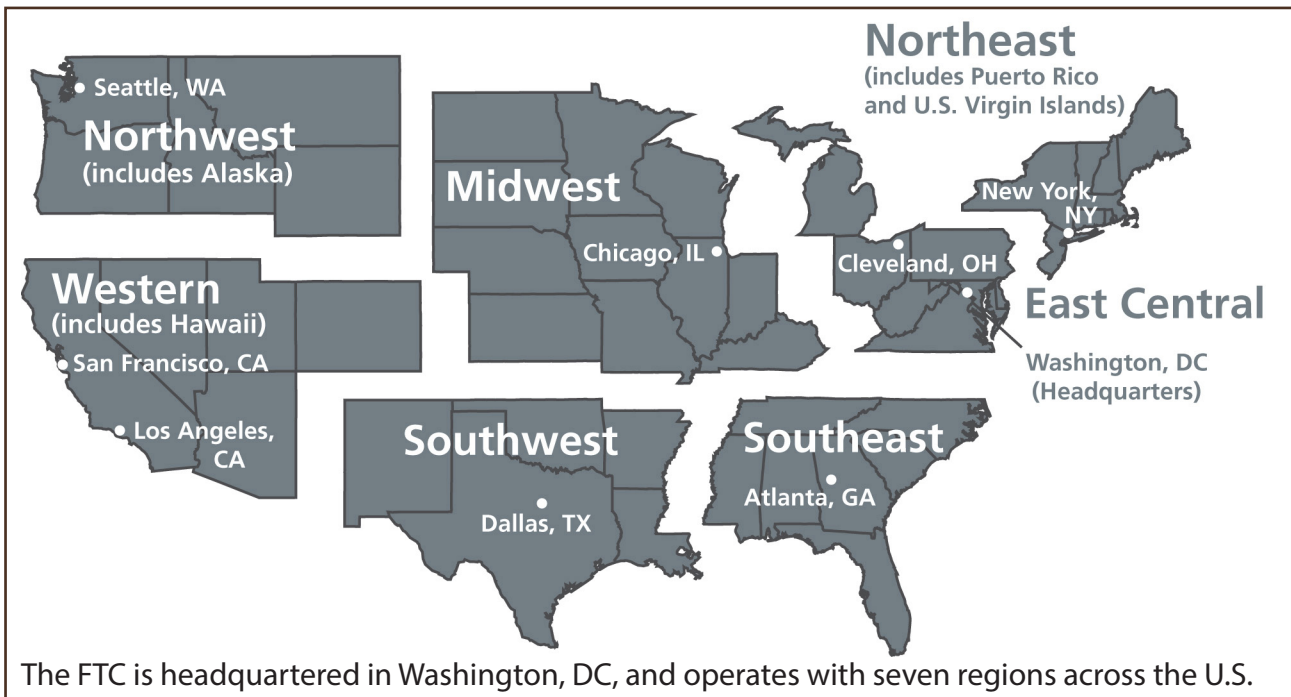 Northeast
(includes Puerto Rico
and U.S. Virgin Islands)
Seattle, WA
Northwest
(includes Alaska)
Midwest
New York,
NY
Chicago, IL
Cleveland, OH
Western
(includes Hawaii)
East Central
San Francisco, CA
Washington, DC
(Headquarters)
Los Angeles,
CA
Southwest
Southeast
Atlanta, GA
Dallas, TX
The FTC is headquartered in Washington, DC, and operates with seven regions across the U.S.